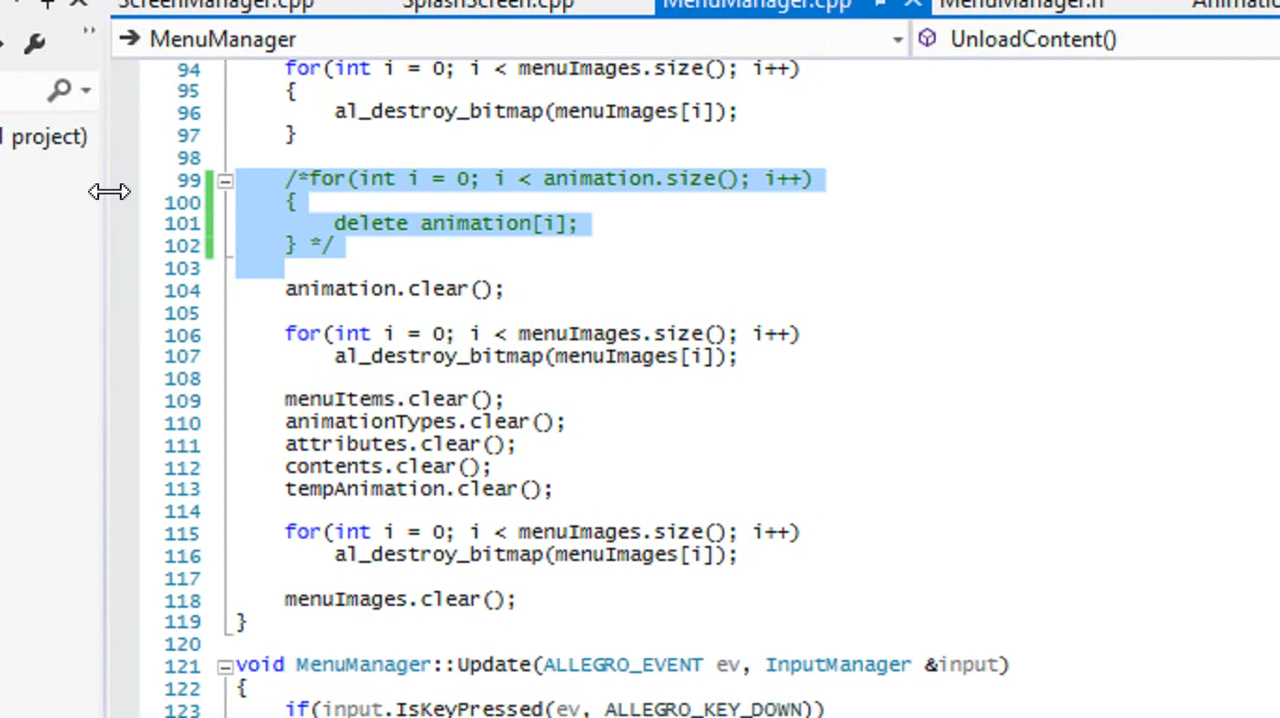 ScreenManager.cpp SplashScreen.cpp MenuManager.cpp MenuManager.h
MenuManager UnloadContent()
project)
94 for(int i = 0; i < menuImages.size(); i++)
95 {
96 al_destroy_bitmap(menuImages[i]);
97 }
98
99 /*for(int i = 0; i < animation.size(); i++)
100 {
101 delete animation[i];
102 } */
103
104 animation.clear();
105
106 for(int i = 0; i < menuImages.size(); i++)
107 al_destroy_bitmap(menuImages[i]);
108
109 menuItems.clear();
110 animationTypes.clear();
111 attributes.clear();
112 contents.clear();
113 tempAnimation.clear();
114
115 for(int i = 0; i < menuImages.size(); i++)
116 al_destroy_bitmap(menuImages[i]);
117
118 menuImages.clear();
119 }
120
121 void MenuManager::Update(ALLEGRO_EVENT ev, InputManager &input)
122 {
123 if(input.IsKeyPressed(ev, ALLEGRO_KEY_DOWN))